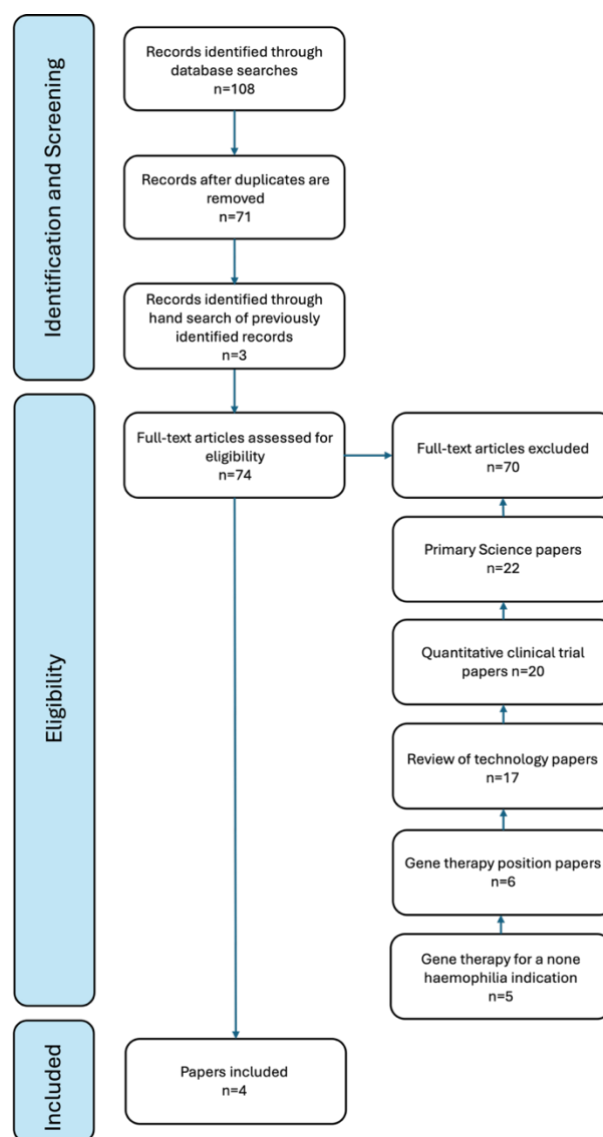 Identification and Screening
Records identified through
database searches
n=108
Records after duplicates are
removed
n=71
Records identified through
hand search of previously
identified records
n=3
Eligibility
Full-text articles assessed for
eligibility
n=74
Full-text articles excluded
n=70
Primary Science papers
n=22
Quantitative clinical trial
papers n=20
Review of technology papers
n=17
Gene therapy position papers
n=6
Gene therapy for a none
haemophilia indication
n=5
Included
Papers included
n=4